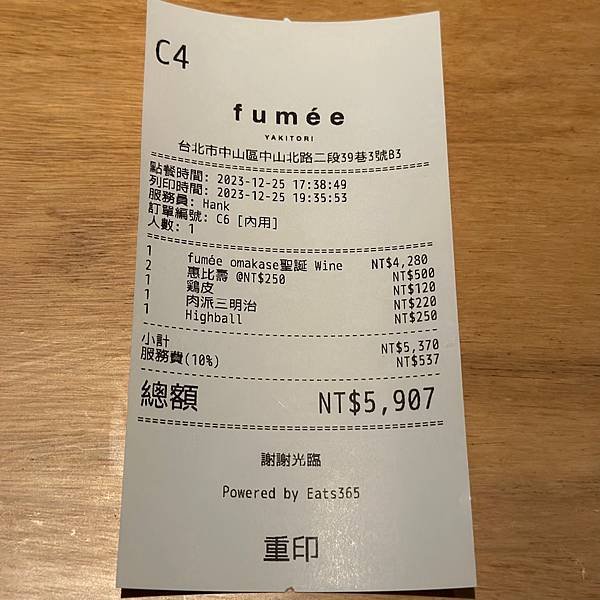 C4
fumée
YAKITORI
台北市中山區中山北路二段39巷3號B3
點餐時間: 2023-12-25 17:38:49
列印時間: 2023-12-25 19:35:53
服務員: Hank
訂單編號: C6 [內用]
人數: 1
1 fumée omakase聖誕 Wine NT$4,280
2 惠比壽 @NT$250 NT$500
1 鷄皮 NT$120
1 肉派三明治 NT$220
1 Highball NT$250
小計 NT$5,370
服務費(10%) NT$537
總額 NT$5,907
謝謝光臨
Powered by Eats365
重印